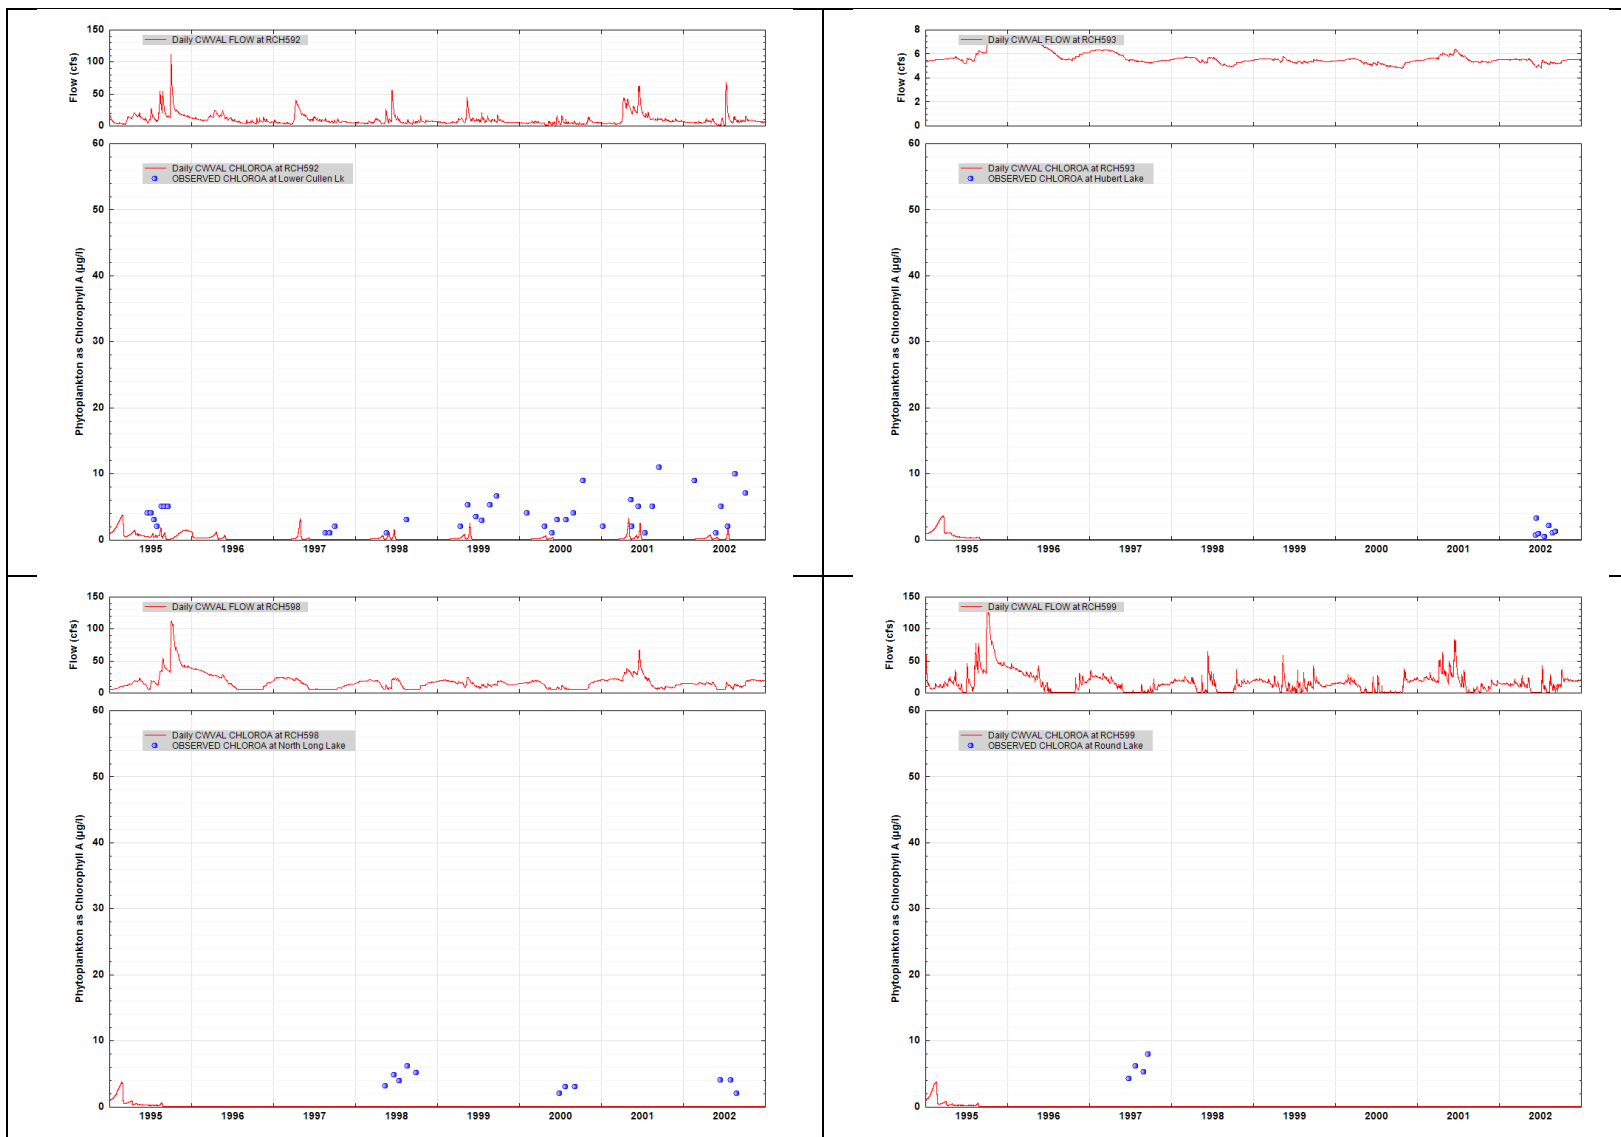 Flow (cfs)
150
100
50
0
Daily CWVAL FLOW at RCH592
Phytoplankton as Chlorophyll A (µg/l)
60
50
40
30
20
10
0
Daily CWVAL CHLOROA at RCH592
OBSERVED CHLOROA at Lower Cullen Lk
1995 1996 1997 1998 1999 2000 2001 2002
Flow (cfs)
8
6
4
2
0
Daily CWVAL FLOW at RCH593
Phytoplankton as Chlorophyll A (µg/l)
60
50
40
30
20
10
0
Daily CWVAL CHLOROA at RCH593
OBSERVED CHLOROA at Hubert Lake
1995 1996 1997 1998 1999 2000 2001 2002
Flow (cfs)
150
100
50
0
Daily CWVAL FLOW at RCH598
Phytoplankton as Chlorophyll A (µg/l)
60
50
40
30
20
10
0
Daily CWVAL CHLOROA at RCH598
OBSERVED CHLOROA at North Long Lake
1995 1996 1997 1998 1999 2000 2001 2002
Flow (cfs)
150
100
50
0
Daily CWVAL FLOW at RCH599
Phytoplankton as Chlorophyll A (µg/l)
60
50
40
30
20
10
0
Daily CWVAL CHLOROA at RCH599
OBSERVED CHLOROA at Round Lake
1995 1996 1997 1998 1999 2000 2001 2002